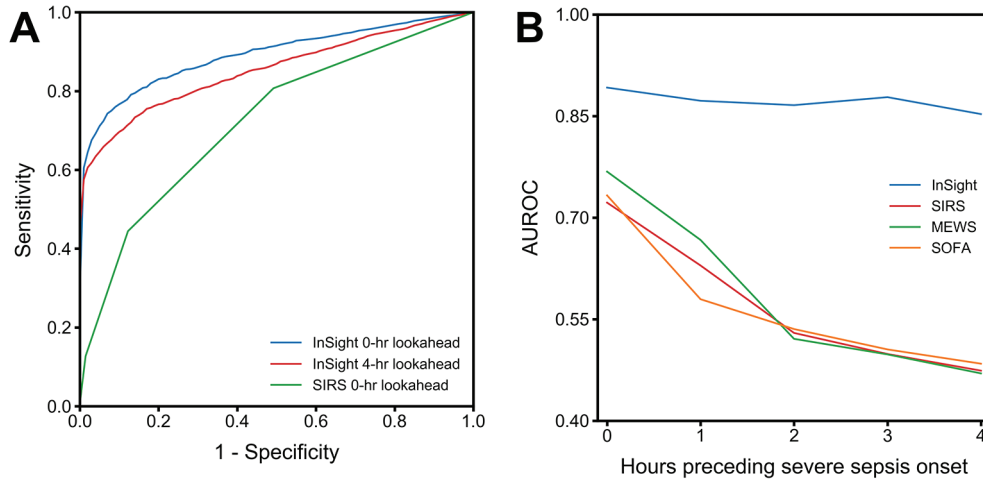 A
Sensitivity
1.0
0.8
0.6
0.4
0.2
0.0
InSight 0-hr lookahead
InSight 4-hr lookahead
SIRS 0-hr lookahead
0.0 0.2 0.4 0.6 0.8 1.0
1 - Specificity
B
AUROC
1.00
0.85
0.70
0.55
0.40
InSight
SIRS
MEWS
SOFA
0 1 2 3 4
Hours preceding severe sepsis onset